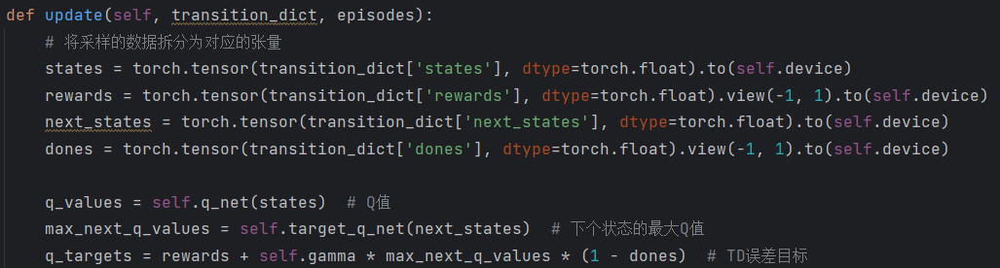 def update(self, transition_dict, episodes):
    # 将采样的数据拆分为对应的张量
    states = torch.tensor(transition_dict['states'], dtype=torch.float).to(self.device)
    rewards = torch.tensor(transition_dict['rewards'], dtype=torch.float).view(-1, 1).to(self.device)
    next_states = torch.tensor(transition_dict['next_states'], dtype=torch.float).to(self.device)
    dones = torch.tensor(transition_dict['dones'], dtype=torch.float).view(-1, 1).to(self.device)
    q_values = self.q_net(states)  # Q值
    max_next_q_values = self.target_q_net(next_states)  # 下个状态的最大Q值
    q_targets = rewards + self.gamma * max_next_q_values * (1 - dones)  # TD误差目标